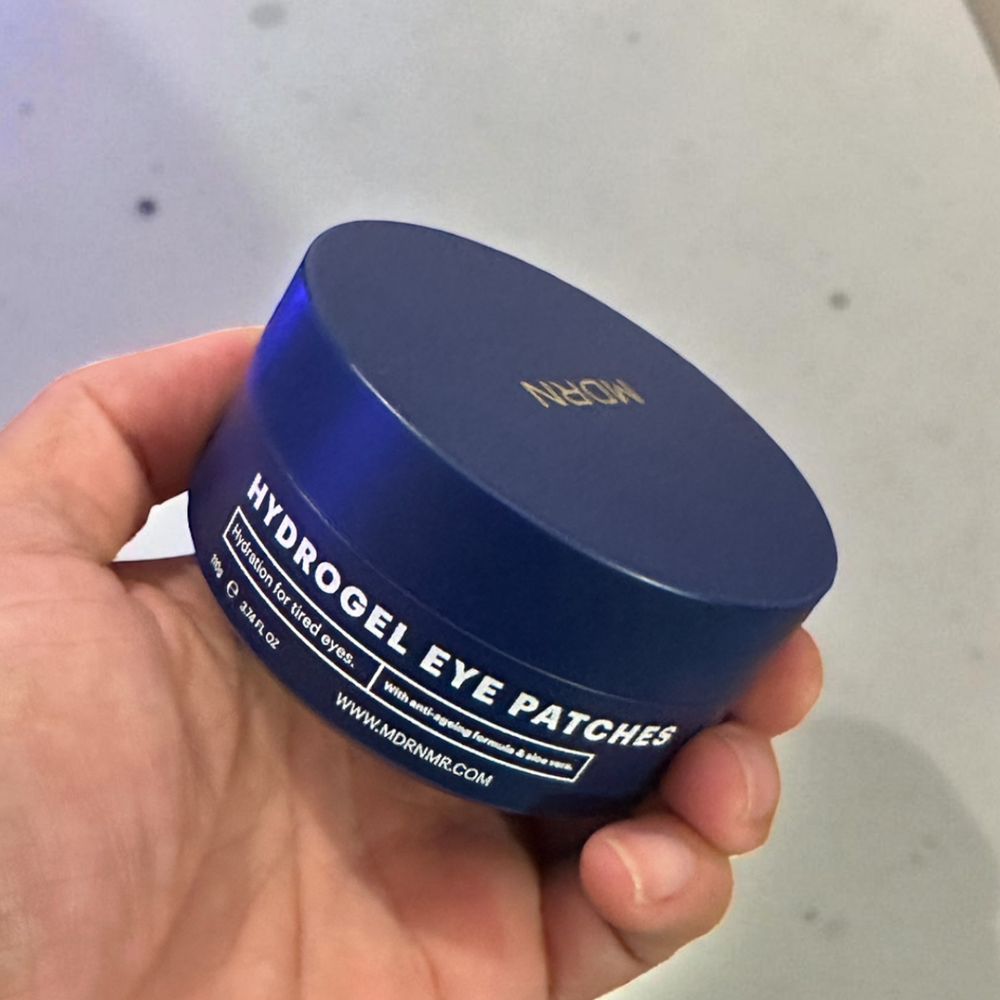 MDRN
HYDROGEL EYE PATCHES
Hydration for tired eyes.
With anti-ageing formula & aloe vera.
110g ℮ 3.74 FL OZ
WWW.MDRNMR.COM